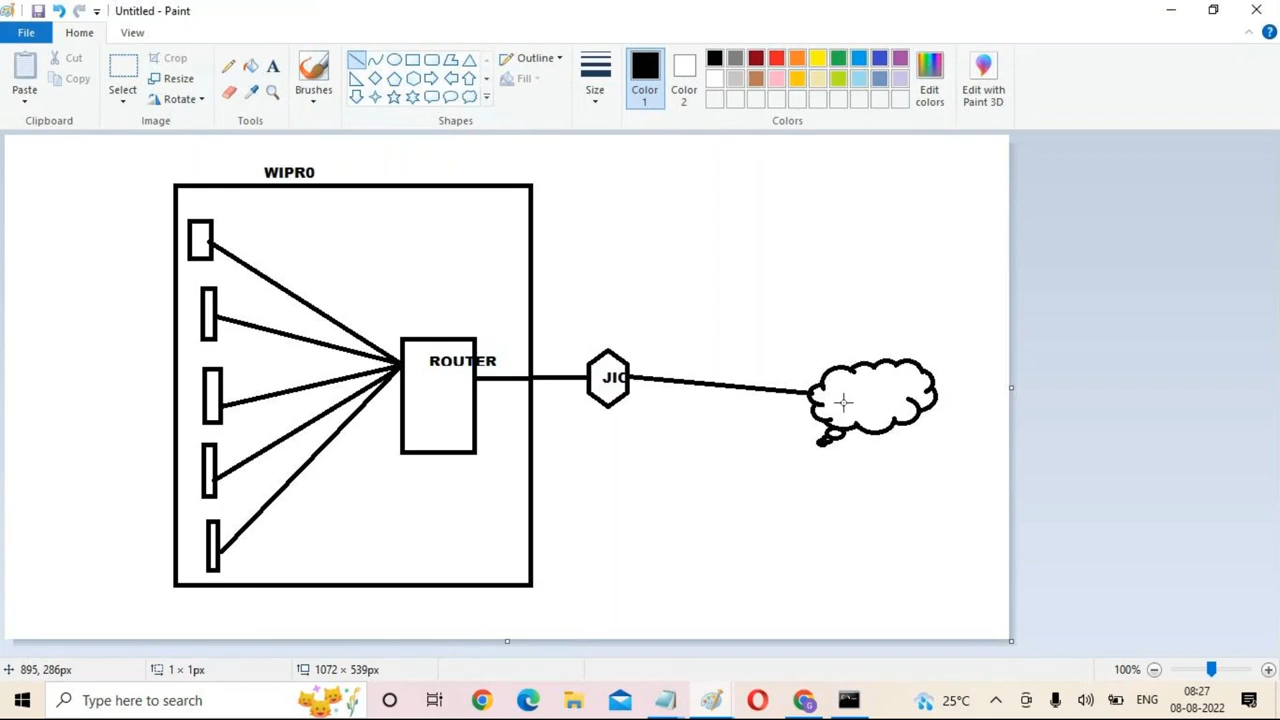 Untitled - Paint
File
Home
View
Paste
Cut
Copy
Clipboard
Select
Crop
Resize
Rotate
Image
Tools
Brushes
Shapes
Outline
Fill
Size
Color 1
Color 2
Colors
Edit colors
Edit with Paint 3D
WIPR0
ROUTER
JIO
895, 286px
1 × 1px
1072 × 539px
100%
Type here to search
25°C
ENG
08:27
08-08-2022